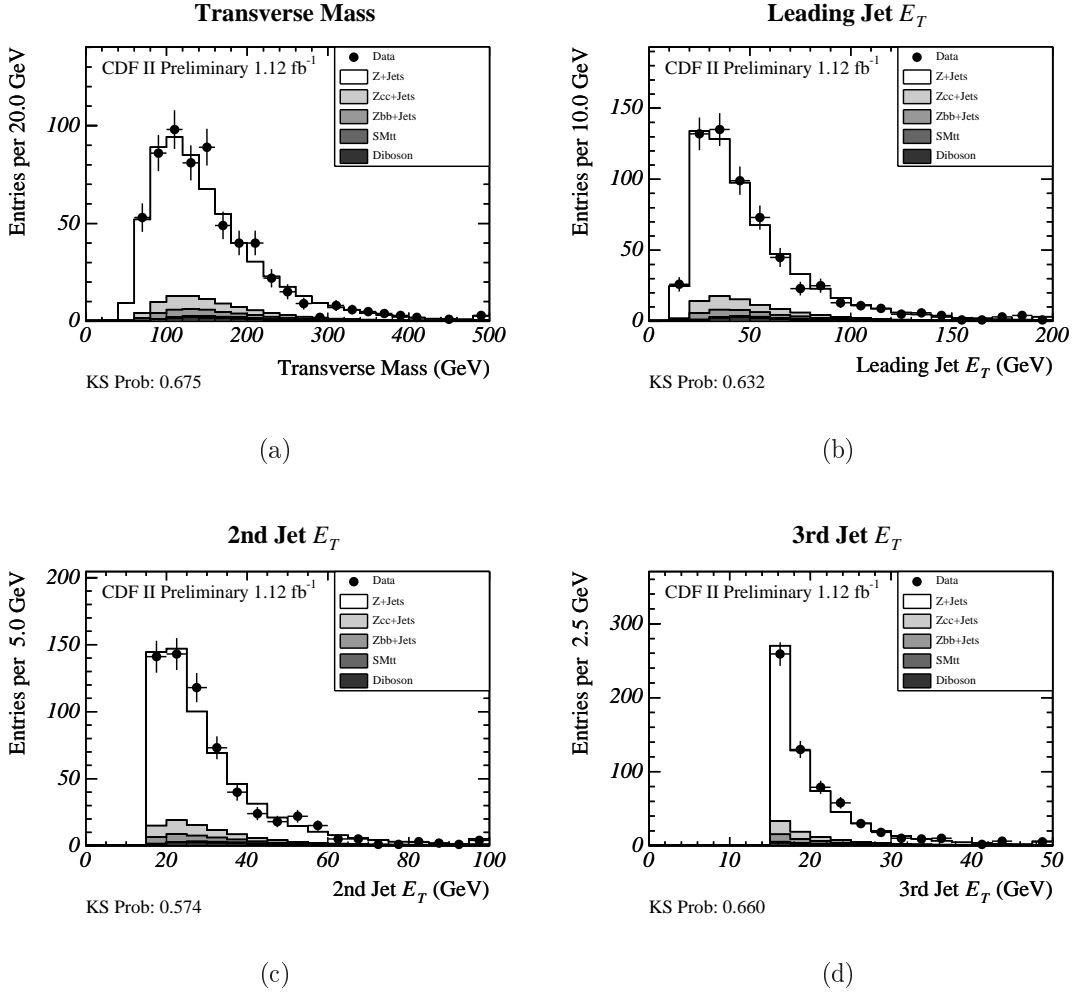 Transverse Mass
Entries per 20.0 GeV
CDF II Preliminary 1.12 fb-1
Data
Z+Jets
Zcc+Jets
Zbb+Jets
SMtt
Diboson
100
50
0
0 100 200 300 400 500
Transverse Mass (GeV)
KS Prob: 0.675
(a)
Leading Jet E_T
Entries per 10.0 GeV
CDF II Preliminary 1.12 fb-1
Data
Z+Jets
Zcc+Jets
Zbb+Jets
SMtt
Diboson
150
100
50
0
0 50 100 150 200
Leading Jet E_T (GeV)
KS Prob: 0.632
(b)
2nd Jet E_T
Entries per 5.0 GeV
CDF II Preliminary 1.12 fb-1
Data
Z+Jets
Zcc+Jets
Zbb+Jets
SMtt
Diboson
200
150
100
50
0
0 20 40 60 80 100
2nd Jet E_T (GeV)
KS Prob: 0.574
(c)
3rd Jet E_T
Entries per 2.5 GeV
CDF II Preliminary 1.12 fb-1
Data
Z+Jets
Zcc+Jets
Zbb+Jets
SMtt
Diboson
300
200
100
0
0 10 20 30 40 50
3rd Jet E_T (GeV)
KS Prob: 0.660
(d)